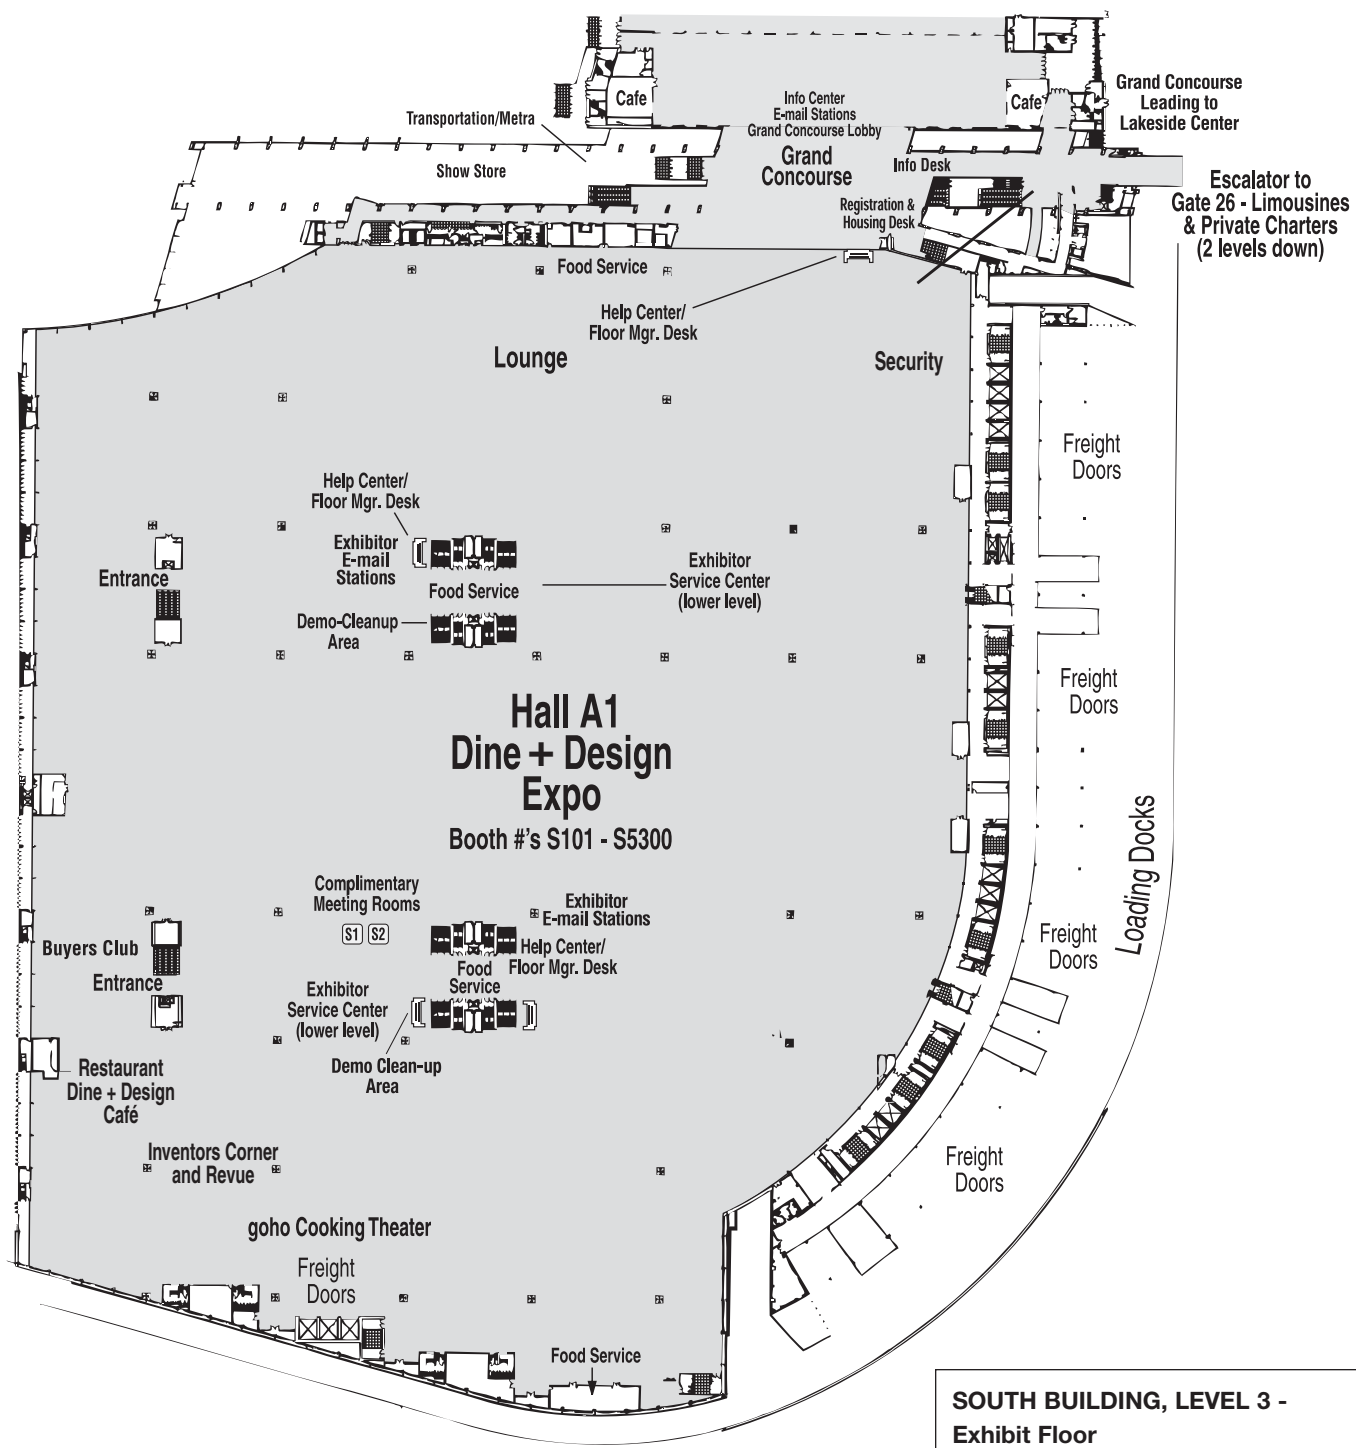 Cafe
Info Center
E-mail Stations
Grand Concourse Lobby
Cafe
Grand Concourse
Leading to
Lakeside Center
Transportation/Metra
Show Store
Grand
Concourse
Info Desk
Registration &
Housing Desk
Escalator to
Gate 26 - Limousines
& Private Charters
(2 levels down)
Food Service
Help Center/
Floor Mgr. Desk
Lounge
Security
Freight
Doors
Help Center/
Floor Mgr. Desk
Exhibitor
E-mail
Stations
Entrance
Food Service
Exhibitor
Service Center
(lower level)
Demo-Cleanup
Area
Freight
Doors
Hall A1
Dine + Design
Expo
Booth #'s S101 - S5300
Loading Docks
Complimentary
Meeting Rooms
S1 S2
Exhibitor
E-mail Stations
Help Center/
Floor Mgr. Desk
Freight
Doors
Buyers Club
Entrance
Food
Service
Exhibitor
Service Center
(lower level)
Demo Clean-up
Area
Restaurant
Dine + Design
Café
Inventors Corner
and Revue
Freight
Doors
goho Cooking Theater
Freight
Doors
Food Service
SOUTH BUILDING, LEVEL 3 -
Exhibit Floor